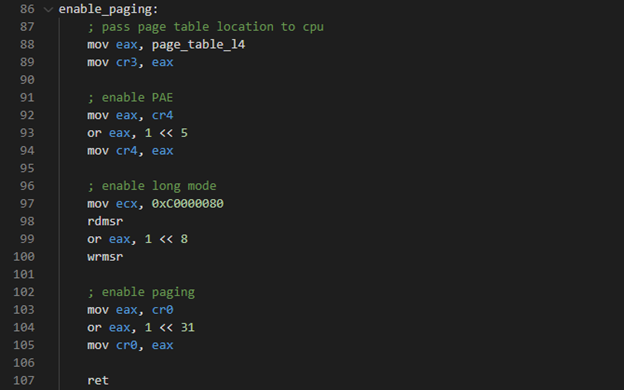 86 enable_paging:
87 ; pass page table location to cpu
88 mov eax, page_table_l4
89 mov cr3, eax
90
91 ; enable PAE
92 mov eax, cr4
93 or eax, 1 << 5
94 mov cr4, eax
95
96 ; enable long mode
97 mov ecx, 0xC0000080
98 rdmsr
99 or eax, 1 << 8
100 wrmsr
101
102 ; enable paging
103 mov eax, cr0
104 or eax, 1 << 31
105 mov cr0, eax
106
107 ret